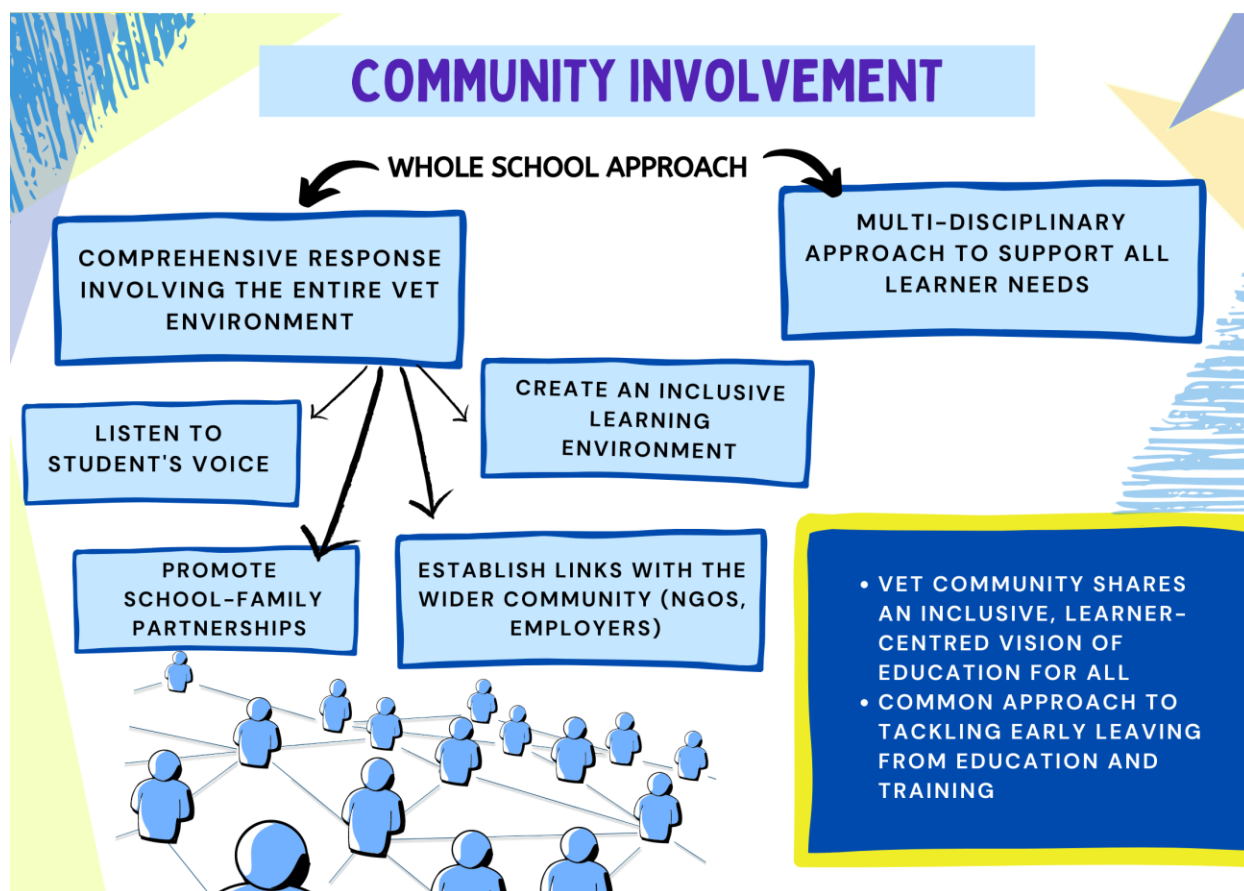 COMMUNITY INVOLVEMENT
WHOLE SCHOOL APPROACH
COMPREHENSIVE RESPONSE
INVOLVING THE ENTIRE VET
ENVIRONMENT
MULTI-DISCIPLINARY
APPROACH TO SUPPORT ALL
LEARNER NEEDS
LISTEN TO
STUDENT'S VOICE
CREATE AN INCLUSIVE
LEARNING
ENVIRONMENT
PROMOTE
SCHOOL-FAMILY
PARTNERSHIPS
ESTABLISH LINKS WITH THE
WIDER COMMUNITY (NGOS,
EMPLOYERS)
• VET COMMUNITY SHARES
AN INCLUSIVE, LEARNER-
CENTRED VISION OF
EDUCATION FOR ALL
• COMMON APPROACH TO
TACKLING EARLY LEAVING
FROM EDUCATION AND
TRAINING